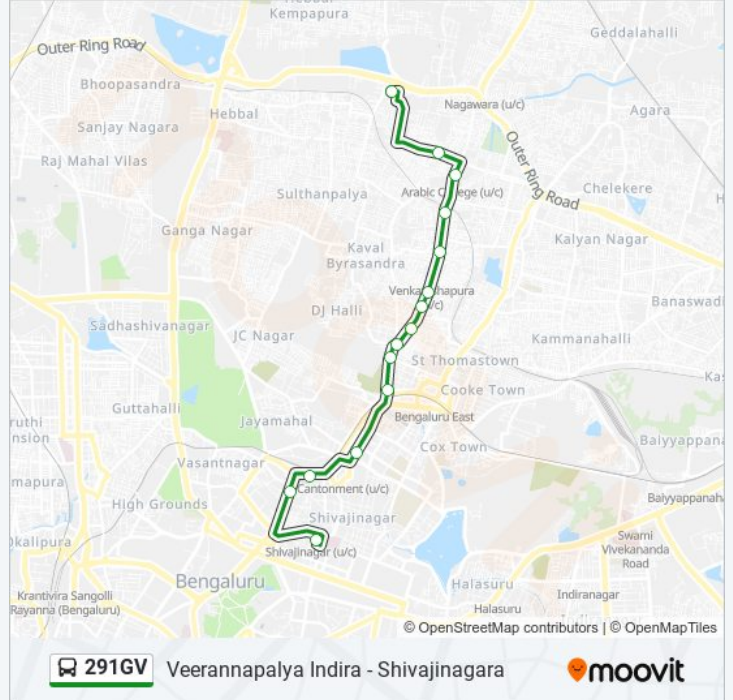 Hebbal
Kempapura
Geddalahalli
Outer Ring Road
Bhoopasandra
Nagawara (u/c)
Hebbal
Agara
Sanjay Nagara
Outer Ring Road
Raj Mahal Vilas
Arabic College (u/c)
Chelekere
Sulthanpalya
Ganga Nagar
Kalyan Nagar
Kaval
Byrasandra
Banaswadi
DJ Halli
Sadhashivanagar
JC Nagar
Kammanahalli
St Thomastown
Cooke Town
Guttahalli
Bengaluru East
Jayamahal
Cox Town
Baiyyappana
Vasantnagar
Cantonment (u/c)
High Grounds
Shivajinagar
Baiyyappanah
Okalipura
Shivajinagar (u/c)
Swami
Vivekananda
Road
Bengaluru
Halasuru
Krantivira Sangolli
Rayanna (Bengaluru)
Indiranagar
Halasuru
© OpenStreetMap contributors | © OpenMapTiles
291GV Veerannapalya Indira - Shivajinagara
moovit